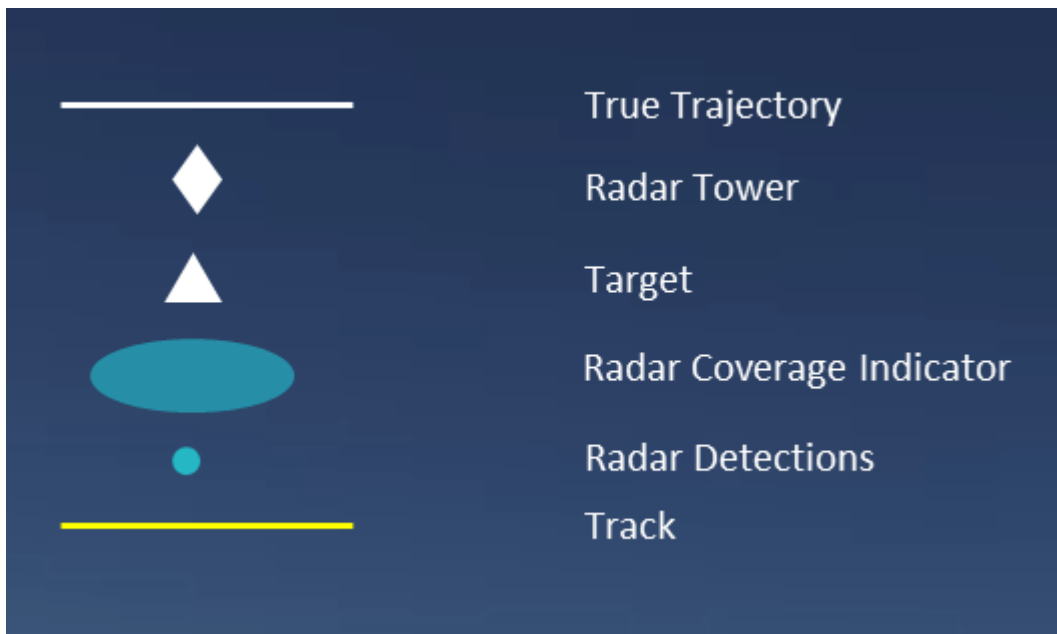 True Trajectory
Radar Tower
Target
Radar Coverage Indicator
Radar Detections
Track